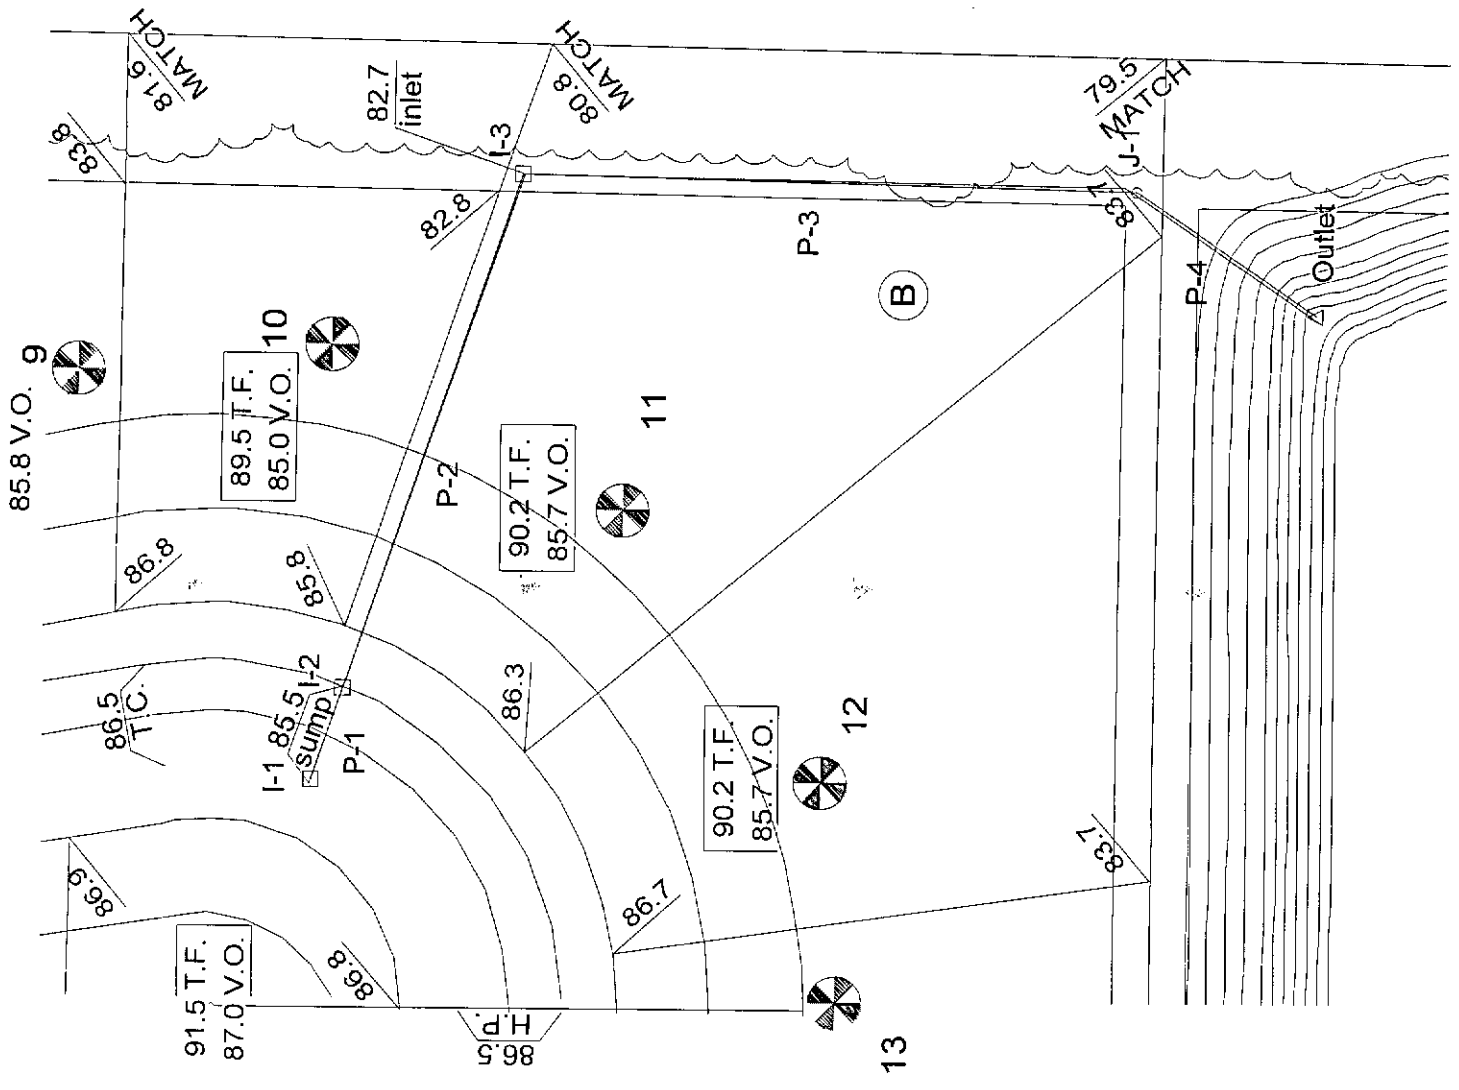 81.6
MATCH
83.8
82.7
inlet
I-3
80.8
MATCH
79.5
MATCH
J-1
82.8
83.7
P-3
Outlet
P-4
B
85.8 V.O.
9
10
89.5 T.F.
85.0 V.O.
11
90.2 T.F.
85.7 V.O.
P-2
86.8
85.8
I-2
86.5
T.C.
85.5
sump
I-1
P-1
86.3
12
90.2 T.F.
85.7 V.O.
83.7
86.9
86.7
91.5 T.F.
87.0 V.O.
86.8
H.P.
86.5
13